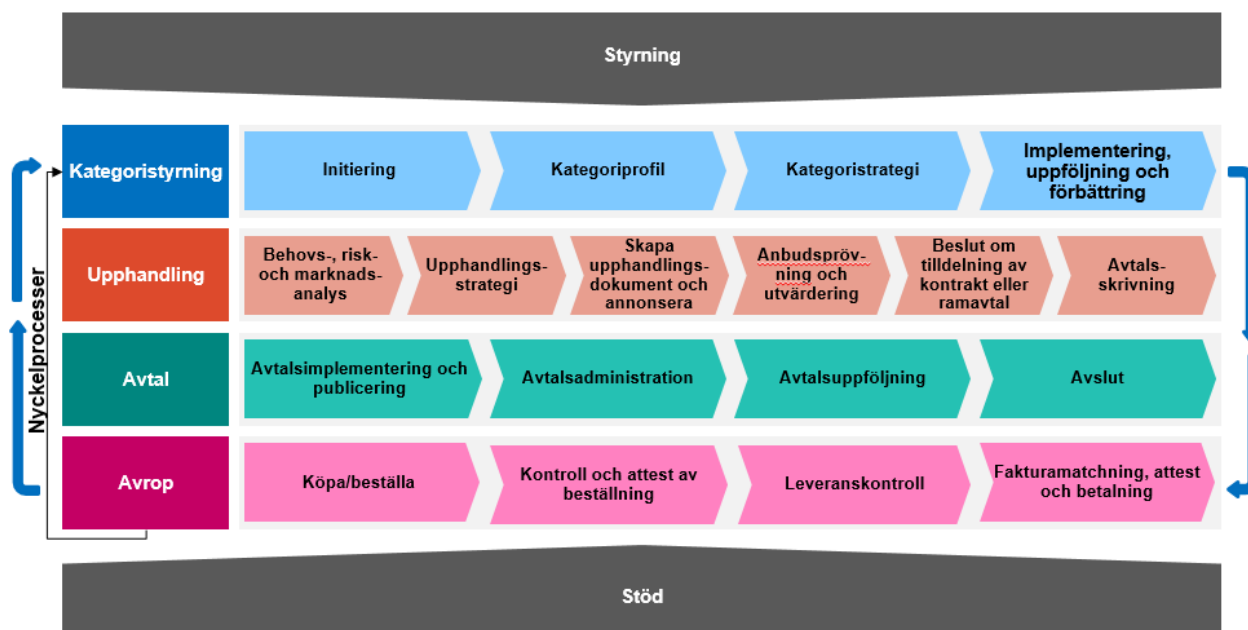 Styrning
Nyckelprocesser
Kategoristyrning
Initiering
Kategoriprofil
Kategoristrategi
Implementering,
uppföljning och
förbättring
Upphandling
Behovs-, risk-
och marknads-
analys
Upphandlings-
strategi
Skapa
upphandlings-
dokument och
annonsera
Anbudspröv-
ning och
utvärdering
Beslut om
tilldelning av
kontrakt eller
ramavtal
Avtals-
skrivning
Avtal
Avtalsimplementering och
publicering
Avtalsadministration
Avtalsuppföljning
Avslut
Avrop
Köpa/beställa
Kontroll och attest av
beställning
Leveranskontroll
Fakturamatchning, attest
och betalning
Stöd